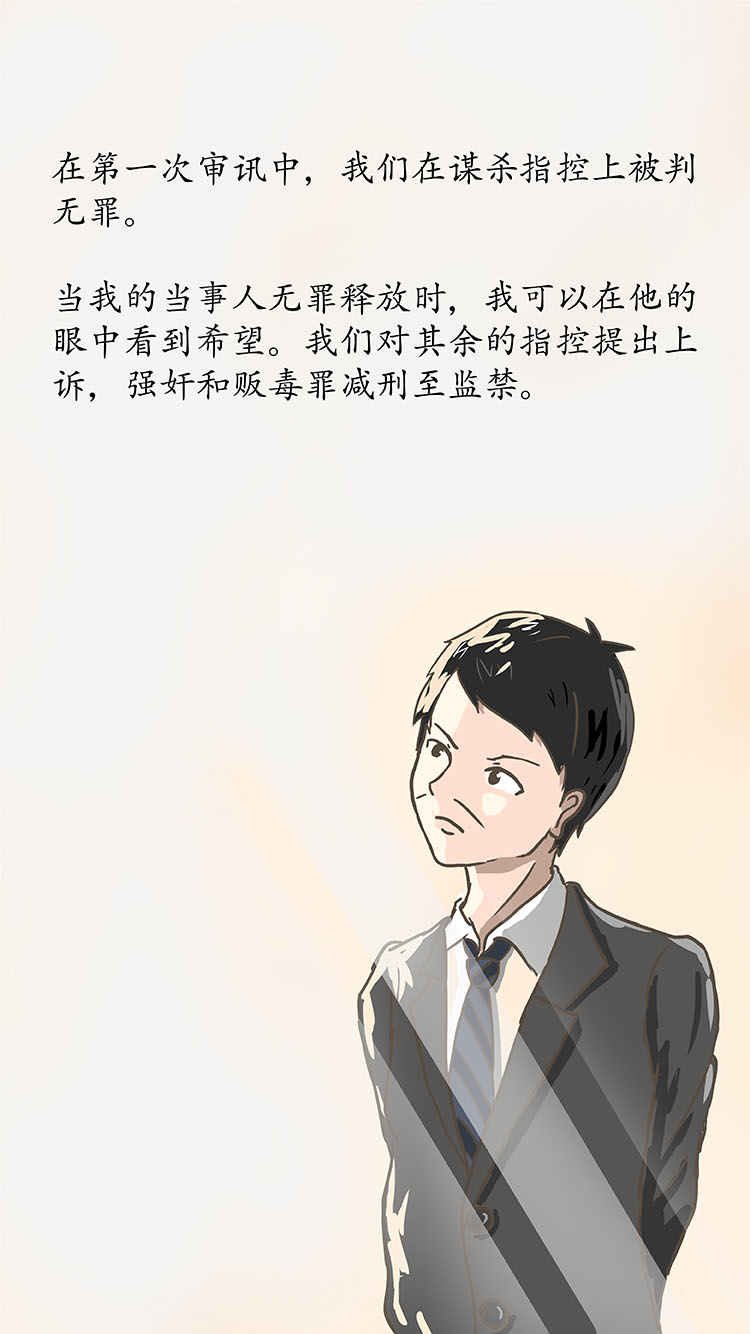 在第一次审讯中，我们在谋杀指控上被判
无罪。
当我的当事人无罪释放时，我可以在他的
眼中看到希望。我们对其余的指控提出上
诉，强奸和贩毒罪减刑至监禁。